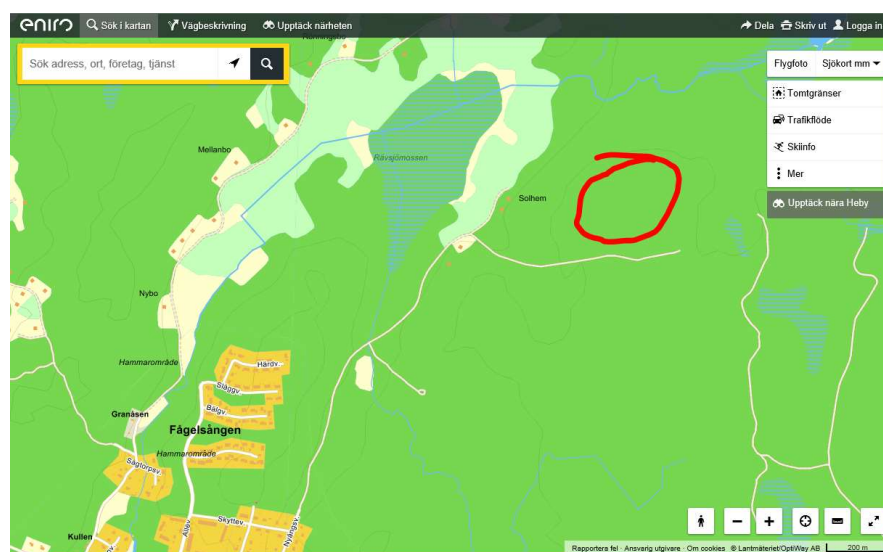 eniro Sök i kartan Vägbeskrivning Upptäck närheten Dela Skriv ut Logga in
Sök adress, ort, företag, tjänst
Flygfoto Sjökort mm
Tomtgränser
Trafikflöde
Skiinfo
Mer
Upptäck nära Heby
Mellanbo
Rävsjömossen
Solhem
Nybo
Hammarområde
Härdv.
Släggv.
Bälgv.
Granåsen
Fågelsången
Hammarområde
Sågtorpsv.
Skyttev.
Allév.
Nyängsv.
Kullen
Rapportera fel · Ansvarig utgivare · Om cookies © Lantmäteriet/OptiWay AB 200 m